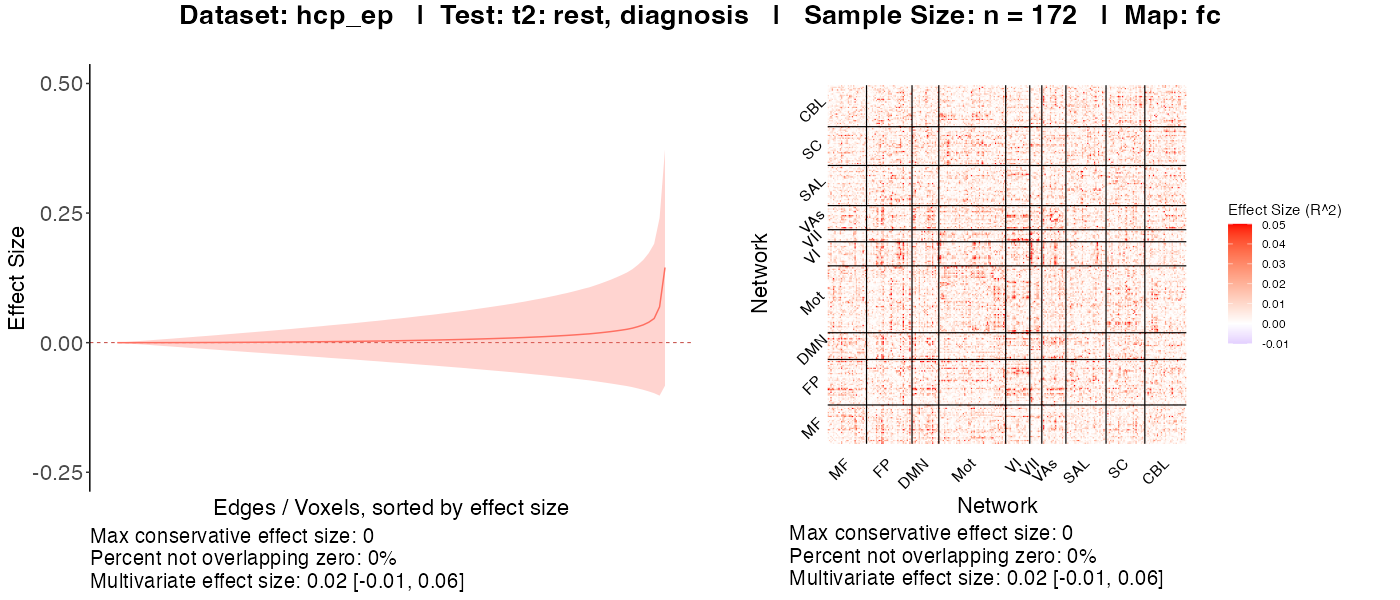 Dataset: hcp_ep | Test: t2: rest, diagnosis | Sample Size: n = 172 | Map: fc
Effect Size
0.50
0.25
0.00
-0.25
Edges / Voxels, sorted by effect size
Max conservative effect size: 0
Percent not overlapping zero: 0%
Multivariate effect size: 0.02 [-0.01, 0.06]
Network
CBL
SC
SAL
VAs
VII
VI
Mot
DMN
FP
MF
MF
FP
DMN
Mot
VI
VII
VAs
SAL
SC
CBL
Network
Max conservative effect size: 0
Percent not overlapping zero: 0%
Multivariate effect size: 0.02 [-0.01, 0.06]
Effect Size (R^2)
0.05
0.04
0.03
0.02
0.01
0.00
-0.01